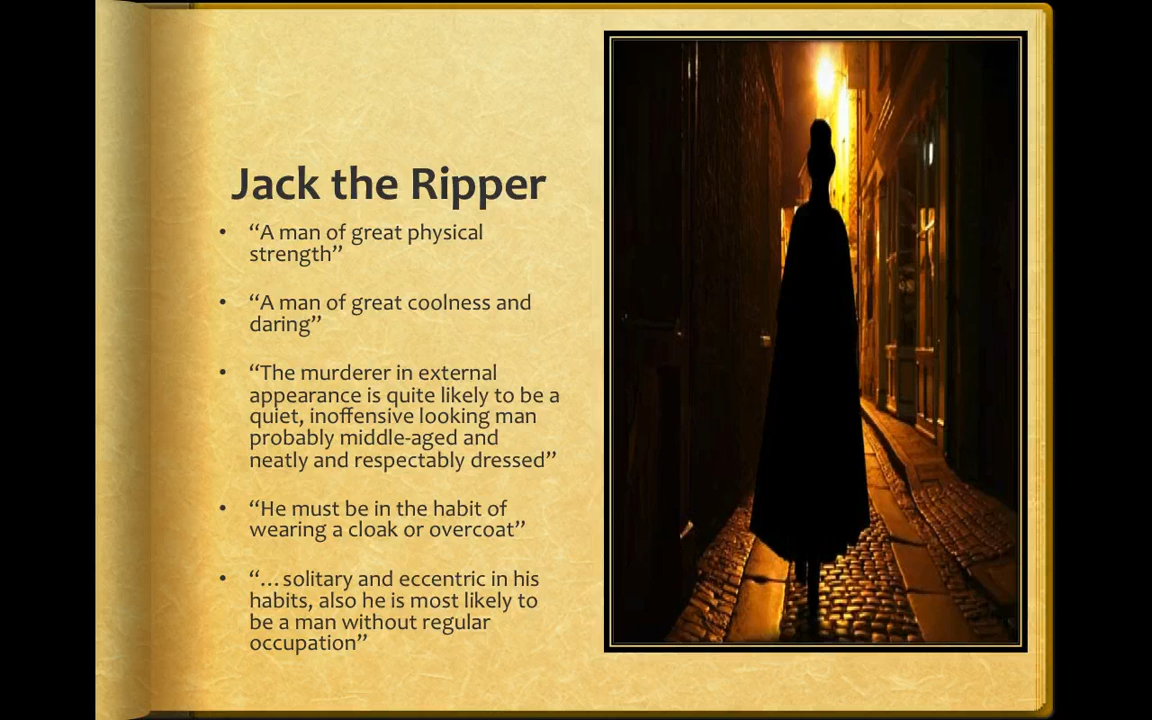 Jack the Ripper
• “A man of great physical
strength”
• “A man of great coolness and
daring”
• “The murderer in external
appearance is quite likely to be a
quiet, inoffensive looking man
probably middle-aged and
neatly and respectably dressed”
• “He must be in the habit of
wearing a cloak or overcoat”
• “…solitary and eccentric in his
habits, also he is most likely to
be a man without regular
occupation”